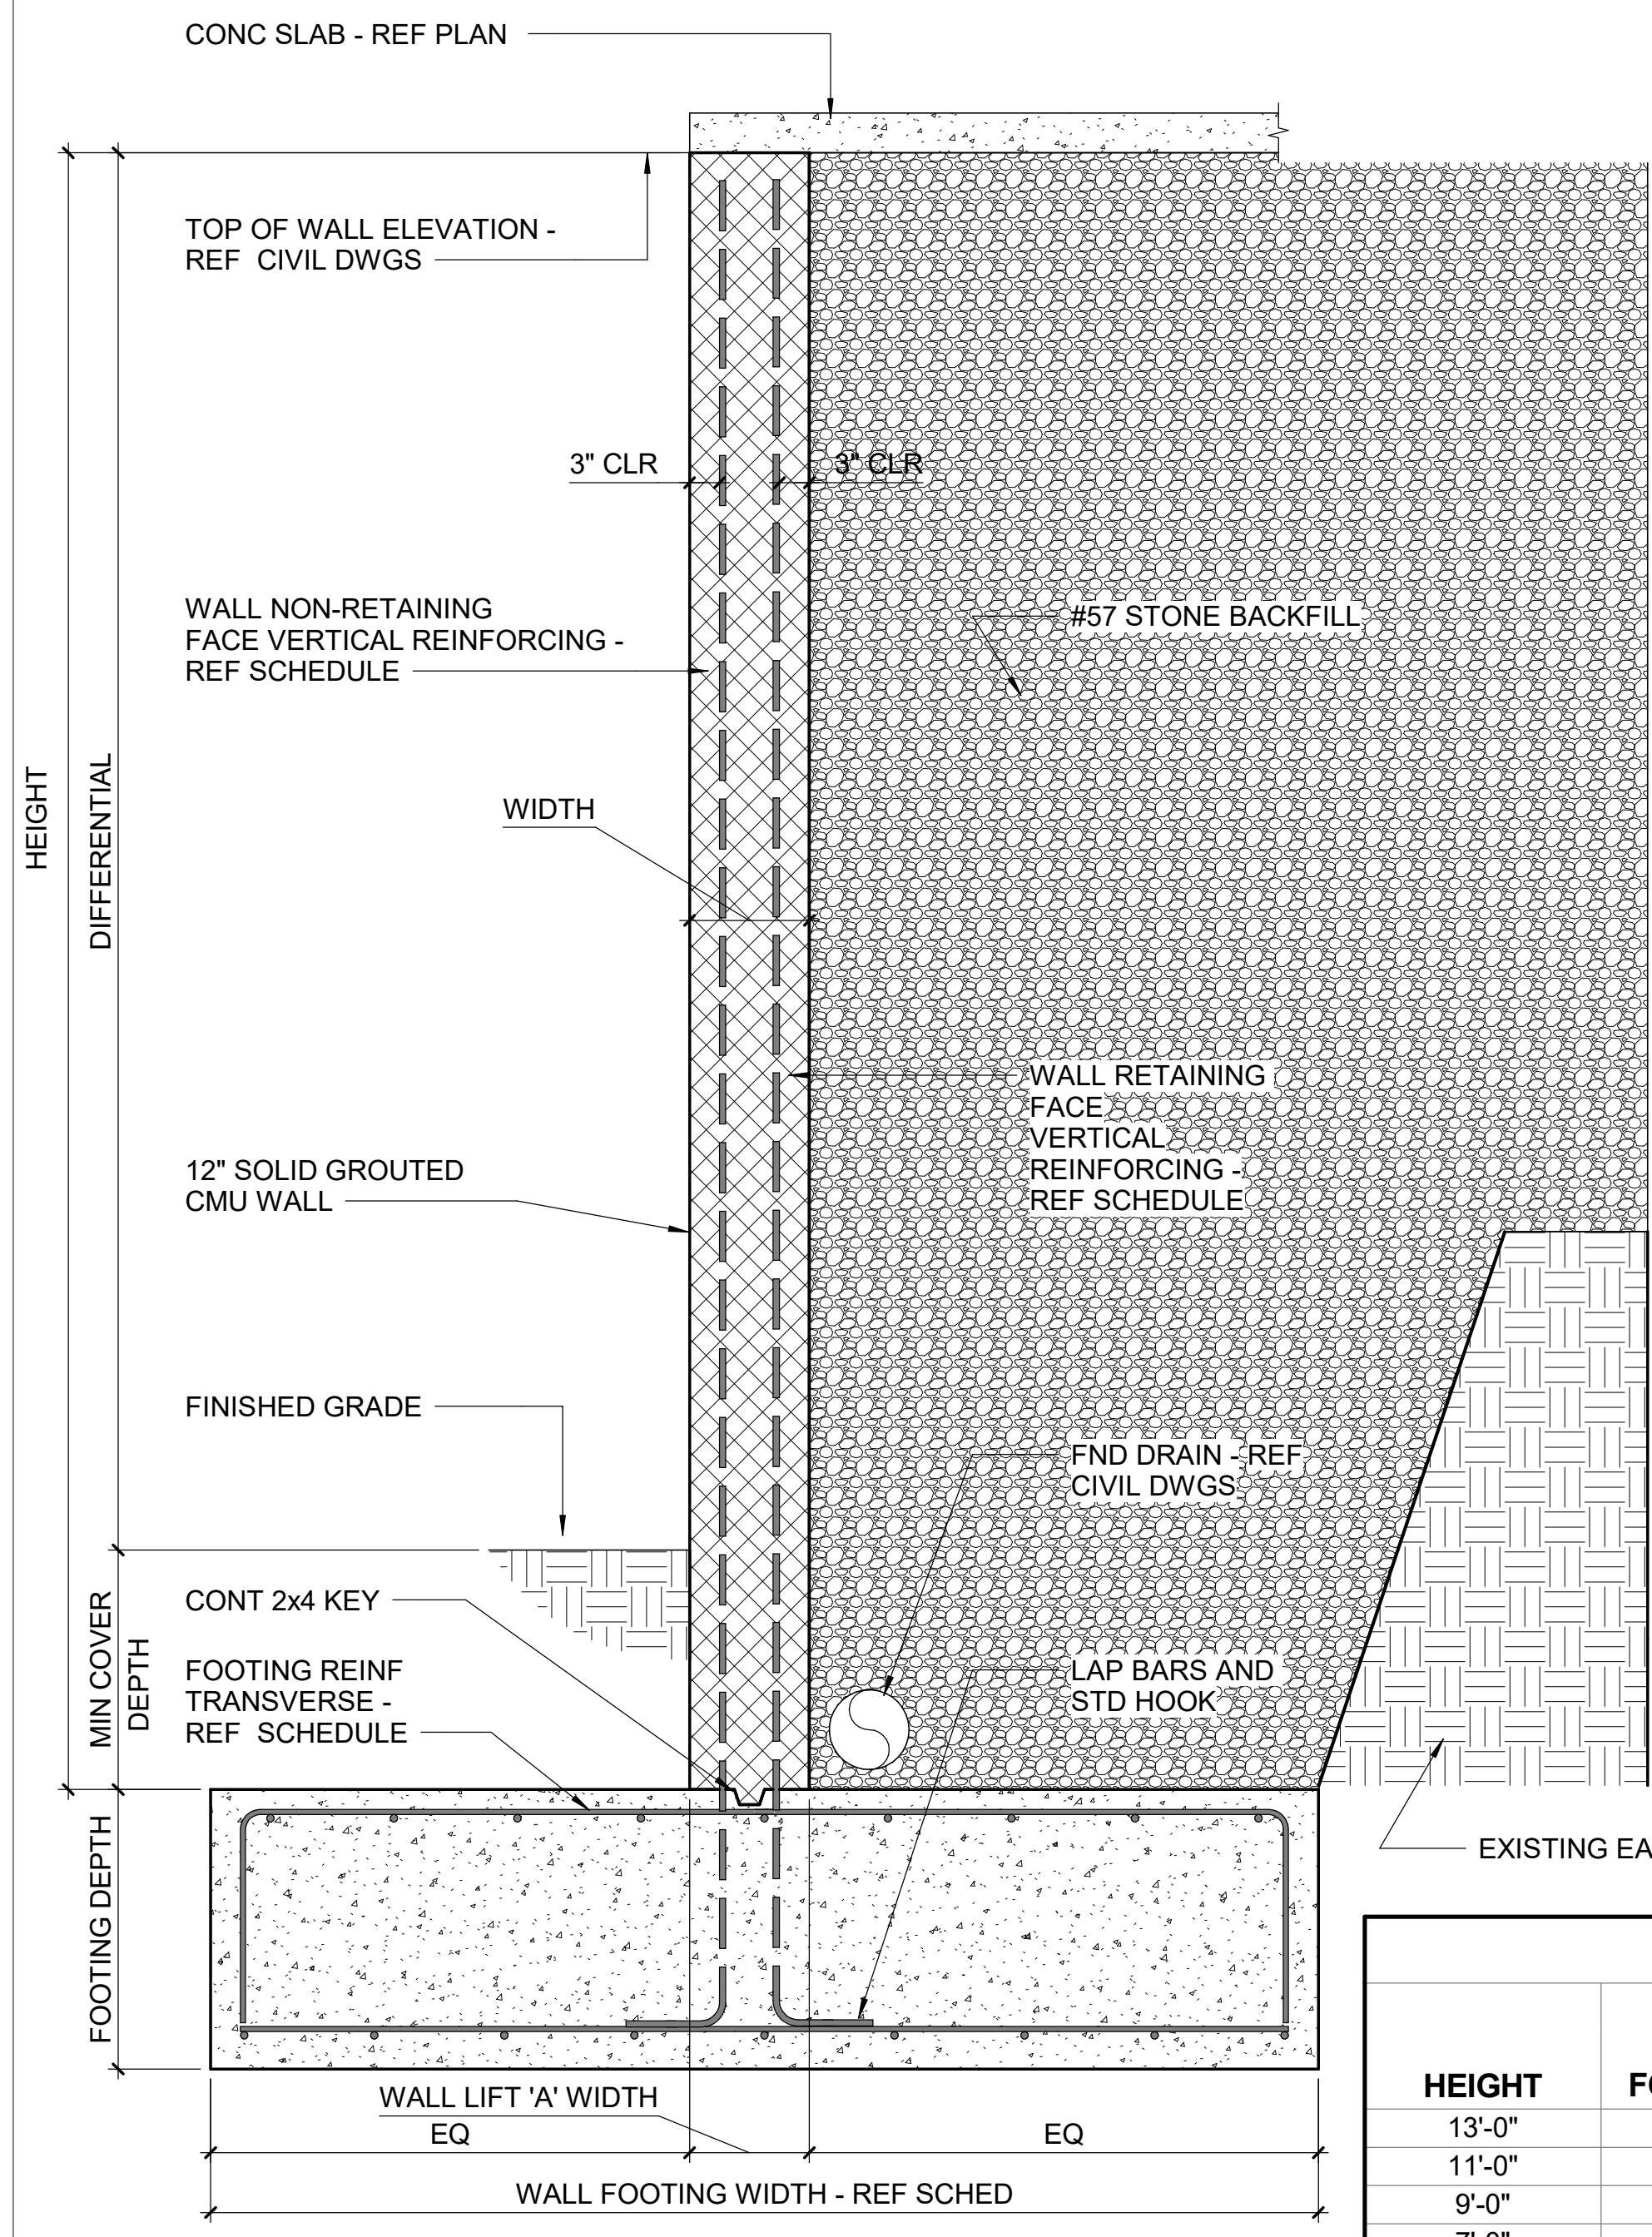 CONC SLAB - REF PLAN
TOP OF WALL ELEVATION -
REF CIVIL DWGS
3" CLR
3" CLR
WALL NON-RETAINING
FACE VERTICAL REINFORCING -
REF SCHEDULE
#57 STONE BACKFILL
HEIGHT
DIFFERENTIAL
WIDTH
WALL RETAINING
FACE
VERTICAL
REINFORCING -
REF SCHEDULE
12" SOLID GROUTED
CMU WALL
FINISHED GRADE
FND DRAIN - REF
CIVIL DWGS
MIN COVER
DEPTH
CONT 2x4 KEY
FOOTING REINF
TRANSVERSE -
REF SCHEDULE
LAP BARS AND
STD HOOK
FOOTING DEPTH
EXISTING EA
WALL LIFT 'A' WIDTH
EQ
EQ
WALL FOOTING WIDTH - REF SCHED
HEIGHT
13'-0"
11'-0"
9'-0"